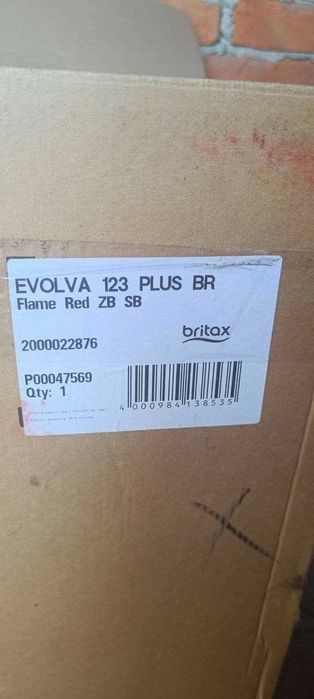 EVOLVA 123 PLUS BR
Flame Red ZB SB
britax
2000022876
P00047569
Qty: 1
4 000984 138535